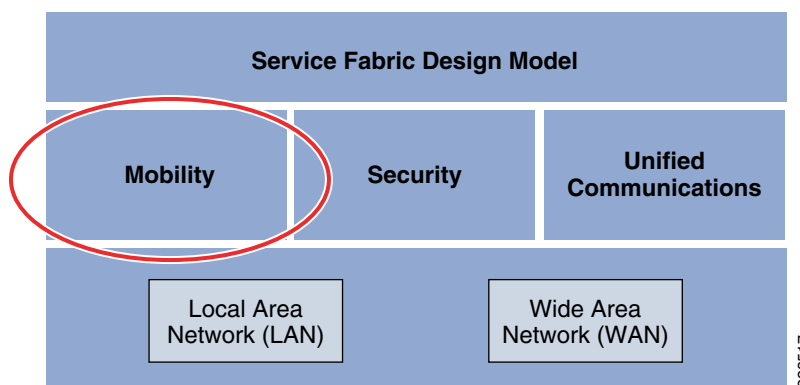 Service Fabric Design Model
Mobility
Security
Unified
Communications
Local Area
Network (LAN)
Wide Area
Network (WAN)